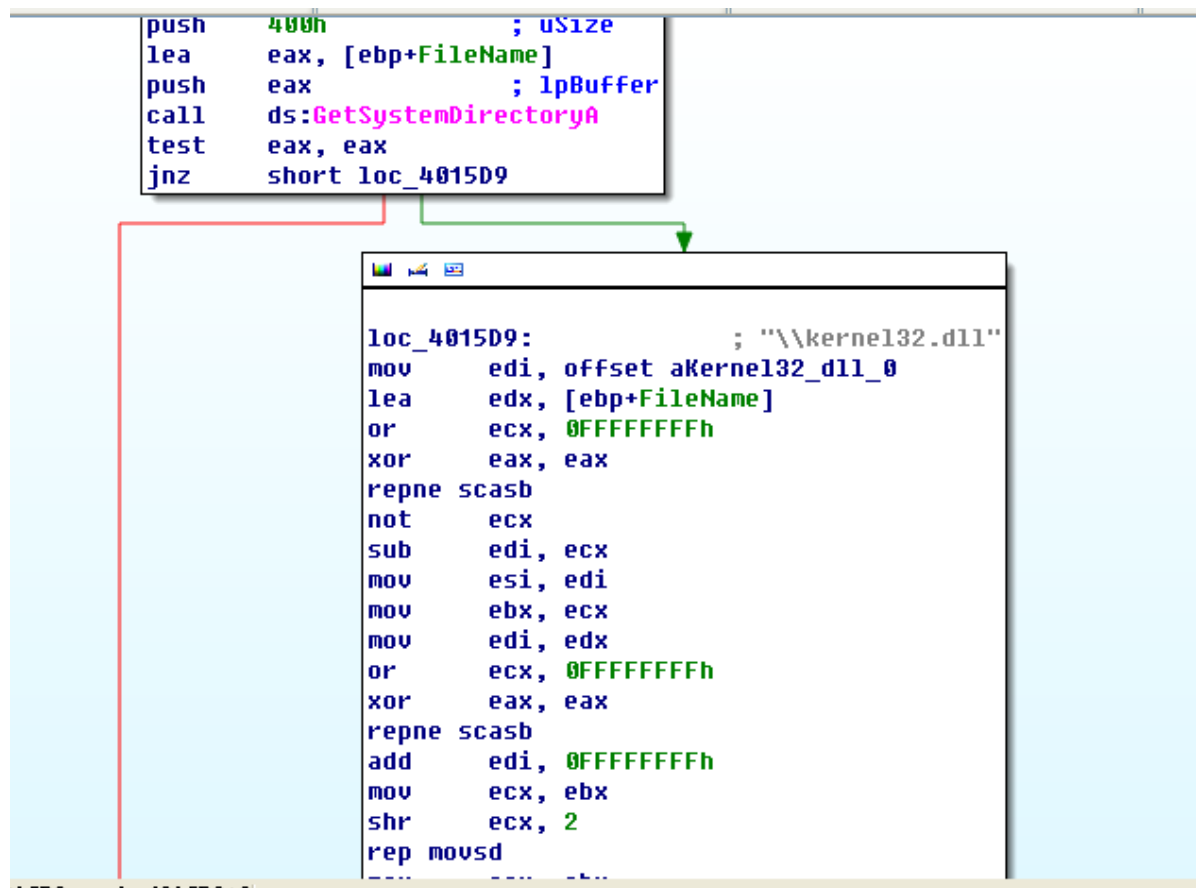 push 400h ; uSize
lea eax, [ebp+FileName]
push eax ; lpBuffer
call ds:GetSystemDirectoryA
test eax, eax
jnz short loc_4015D9
loc_4015D9: ; "\\kernel32.dll"
mov edi, offset aKernel32_dll_0
lea edx, [ebp+FileName]
or ecx, 0FFFFFFFFh
xor eax, eax
repne scasb
not ecx
sub edi, ecx
mov esi, edi
mov ebx, ecx
mov edi, edx
or ecx, 0FFFFFFFFh
xor eax, eax
repne scasb
add edi, 0FFFFFFFFh
mov ecx, ebx
shr ecx, 2
rep movsd